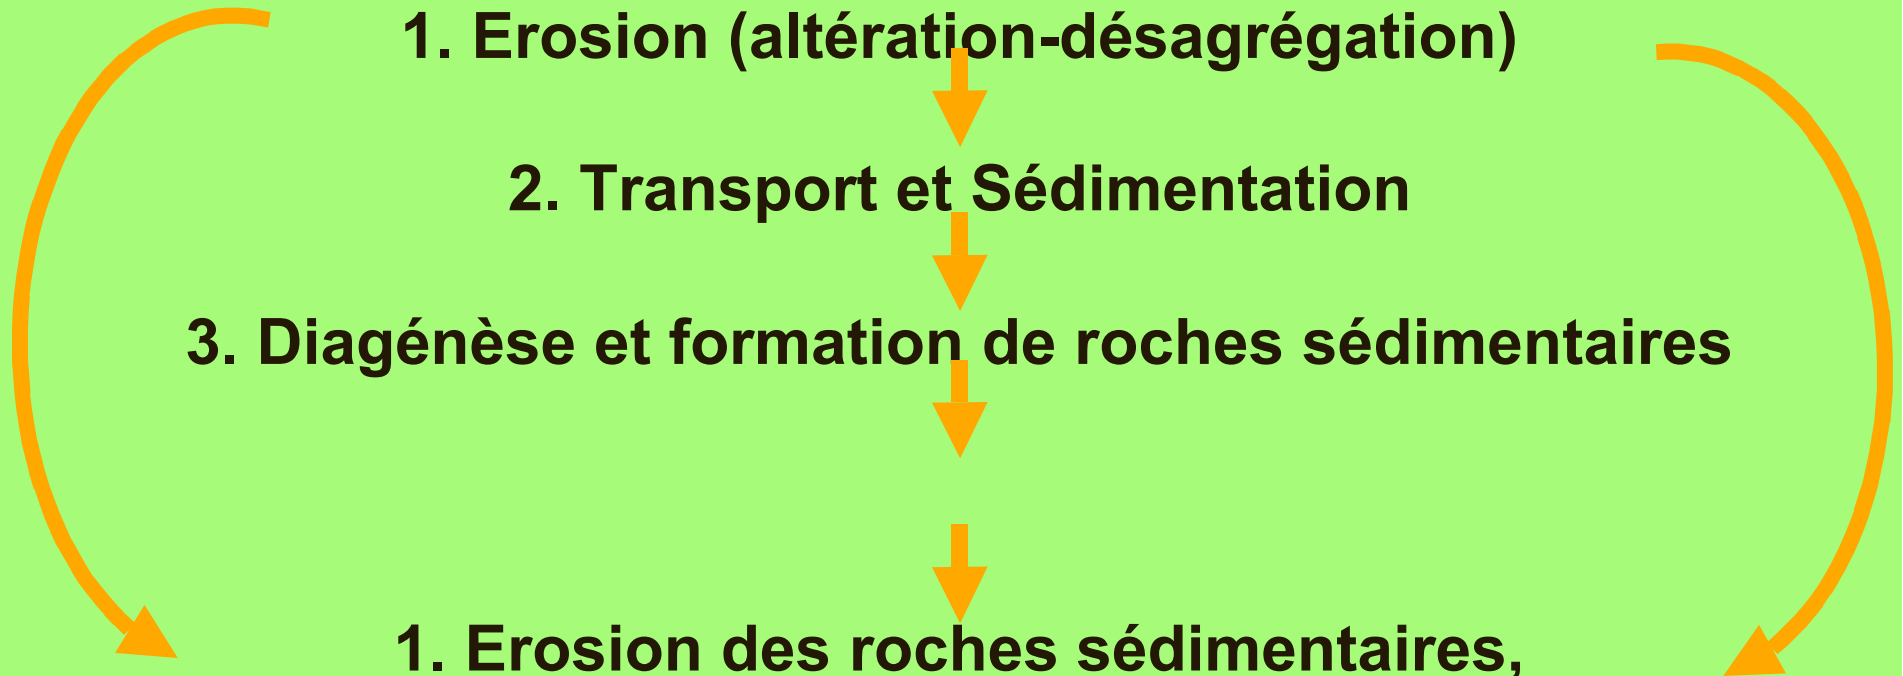 1. Erosion (altération-désagrégation)
2. Transport et Sédimentation
3. Diagénèse et formation de roches sédimentaires
1. Erosion des roches sédimentaires,